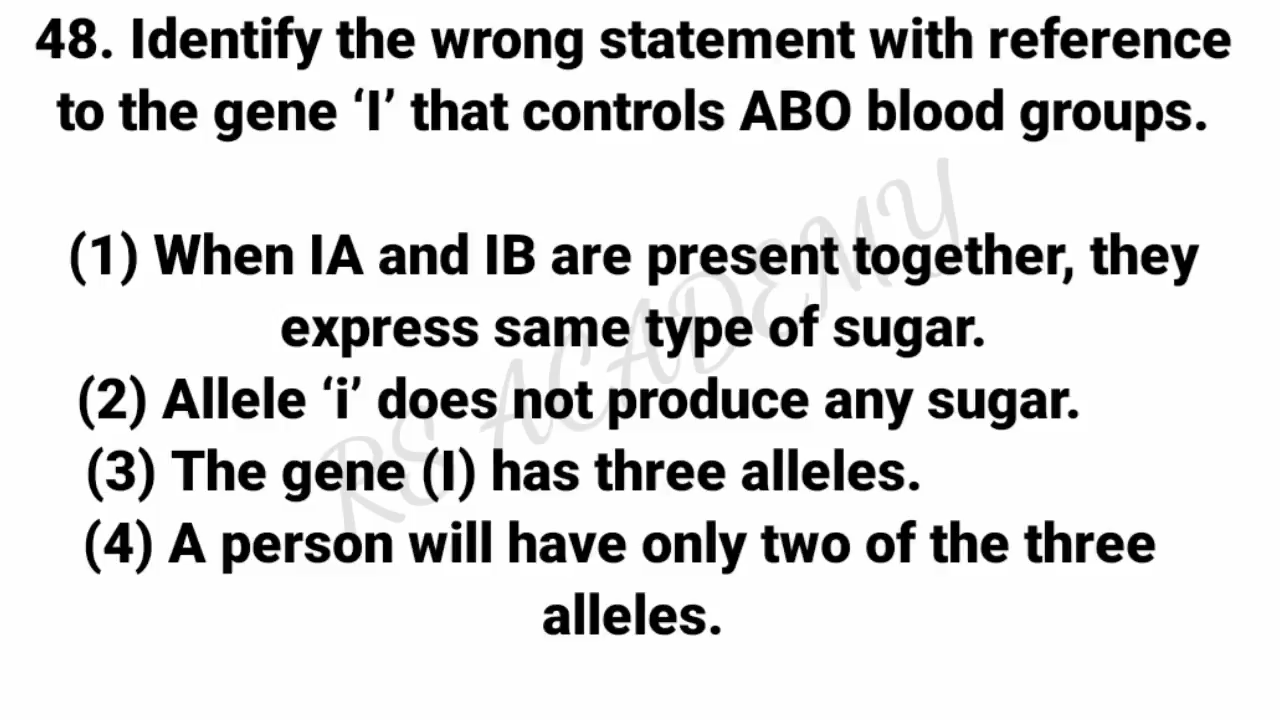 48. Identify the wrong statement with reference
to the gene ‘I’ that controls ABO blood groups.
(1) When IA and IB are present together, they
express same type of sugar.
(2) Allele ‘i’ does not produce any sugar.
(3) The gene (I) has three alleles.
(4) A person will have only two of the three
alleles.
RS ACADEMY